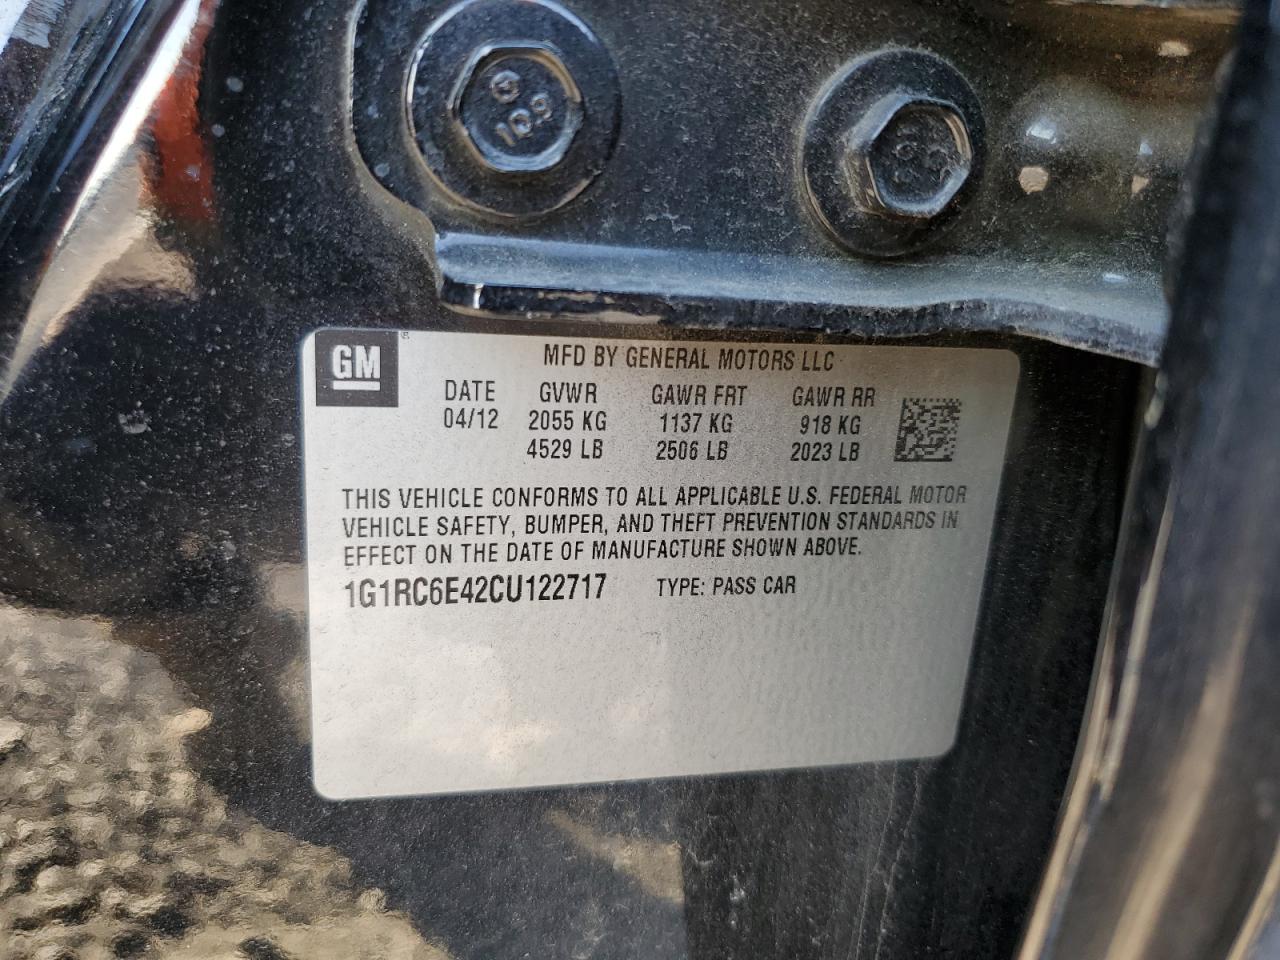 10.9
GM
®
MFD BY GENERAL MOTORS LLC
DATE GVWR GAWR FRT GAWR RR
04/12 2055 KG 1137 KG 918 KG
4529 LB 2506 LB 2023 LB
THIS VEHICLE CONFORMS TO ALL APPLICABLE U.S. FEDERAL MOTOR
VEHICLE SAFETY, BUMPER, AND THEFT PREVENTION STANDARDS IN
EFFECT ON THE DATE OF MANUFACTURE SHOWN ABOVE.
1G1RC6E42CU122717 TYPE: PASS CAR